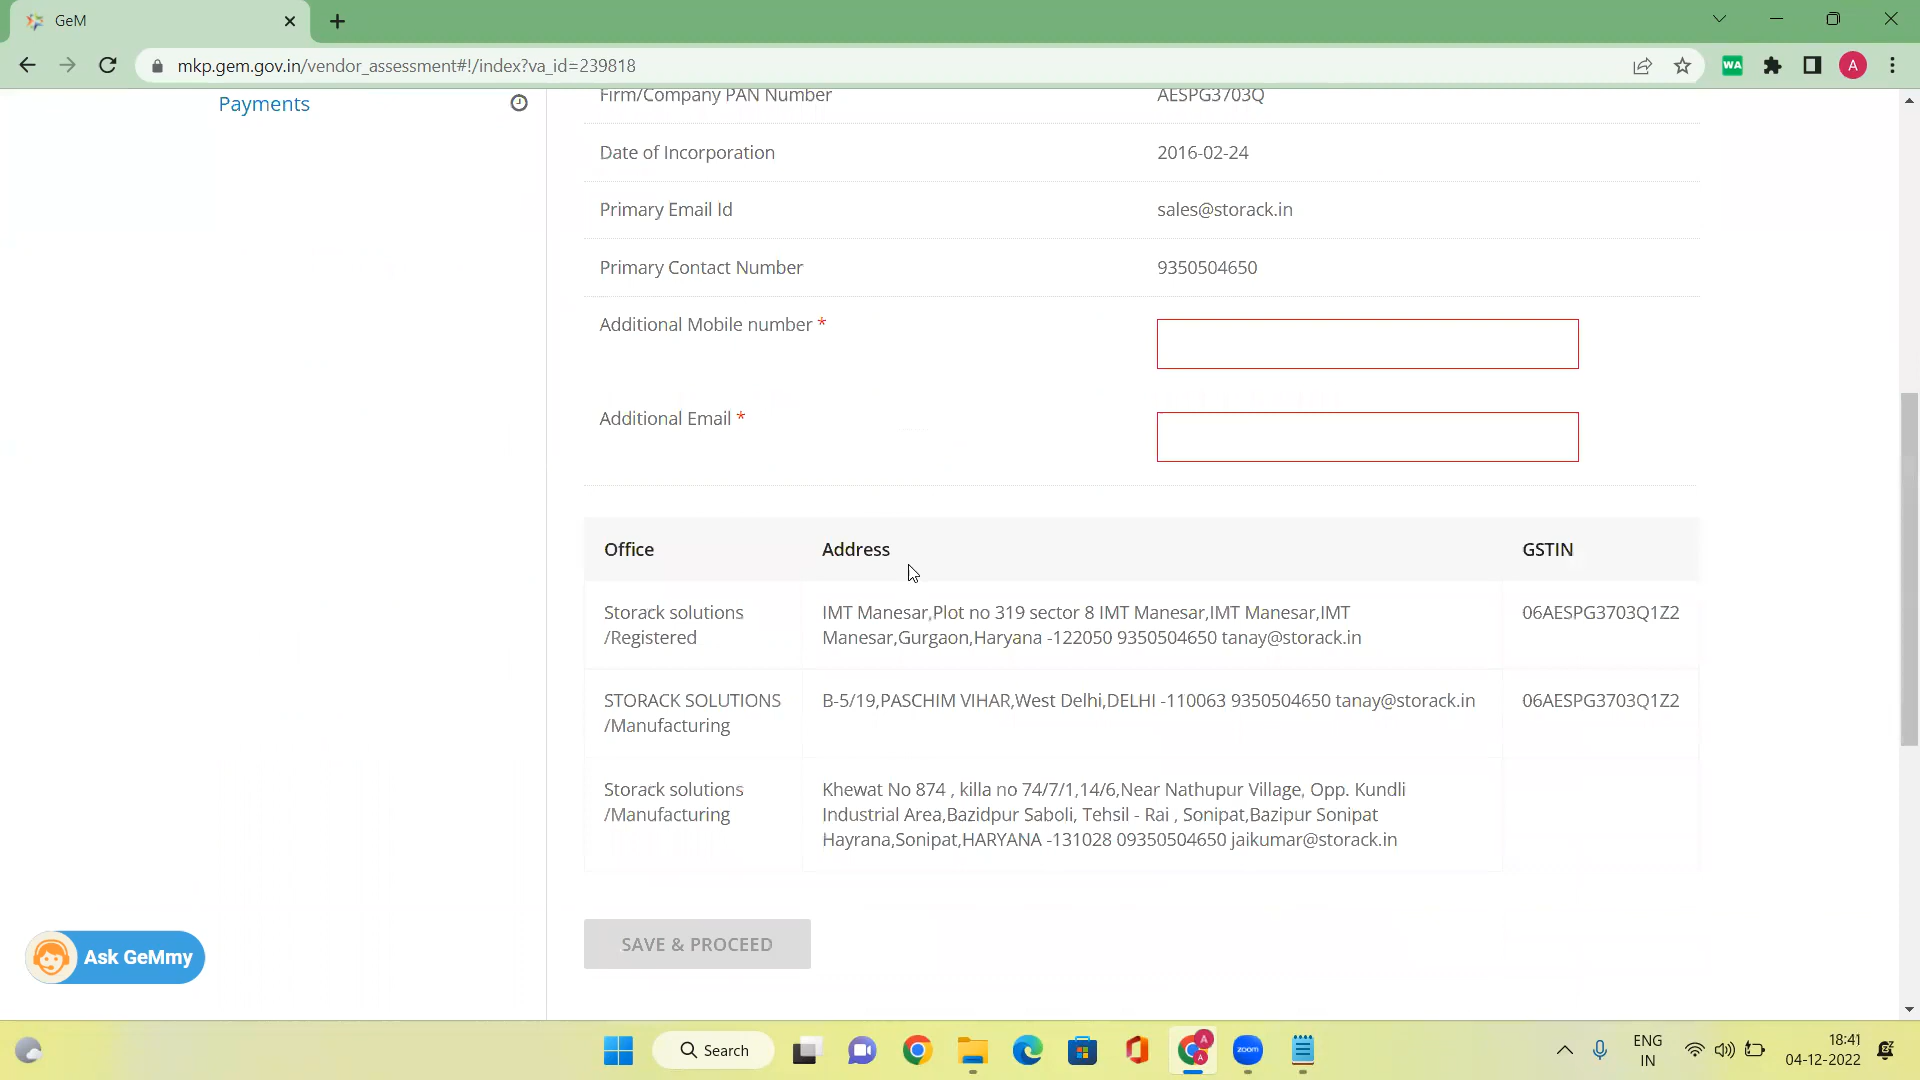 GeM
mkp.gem.gov.in/vendor_assessment#!/index?va_id=239818
WA
A
Payments
Firm/Company PAN Number AESPG3703Q
Date of Incorporation 2016-02-24
Primary Email Id sales@storack.in
Primary Contact Number 9350504650
Additional Mobile number *
Additional Email *
Office Address GSTIN
Storack solutions
/Registered
IMT Manesar,Plot no 319 sector 8 IMT Manesar,IMT Manesar,IMT
Manesar,Gurgaon,Haryana -122050 9350504650 tanay@storack.in
06AESPG3703Q1Z2
STORACK SOLUTIONS
/Manufacturing
B-5/19,PASCHIM VIHAR,West Delhi,DELHI -110063 9350504650 tanay@storack.in
06AESPG3703Q1Z2
Storack solutions
/Manufacturing
Khewat No 874 , killa no 74/7/1,14/6,Near Nathupur Village, Opp. Kundli
Industrial Area,Bazidpur Saboli, Tehsil - Rai , Sonipat,Bazipur Sonipat
Hayrana,Sonipat,HARYANA -131028 09350504650 jaikumar@storack.in
SAVE & PROCEED
Ask GeMmy
Search
A
A
zoom
ENG
IN
18:41
04-12-2022